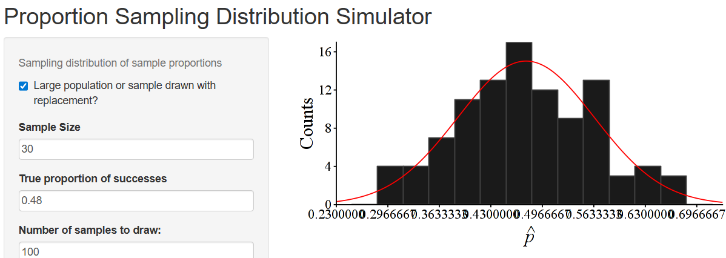 Proportion Sampling Distribution Simulator
Sampling distribution of sample proportions
Large population or sample drawn with
replacement?
Sample Size
30
True proportion of successes
0.48
Number of samples to draw:
100
Counts
16
12
8
4
0
0.2300000 0.2966667 0.3633333 0.4300000 0.4966667 0.5633333 0.6300000 0.6966667
p̂